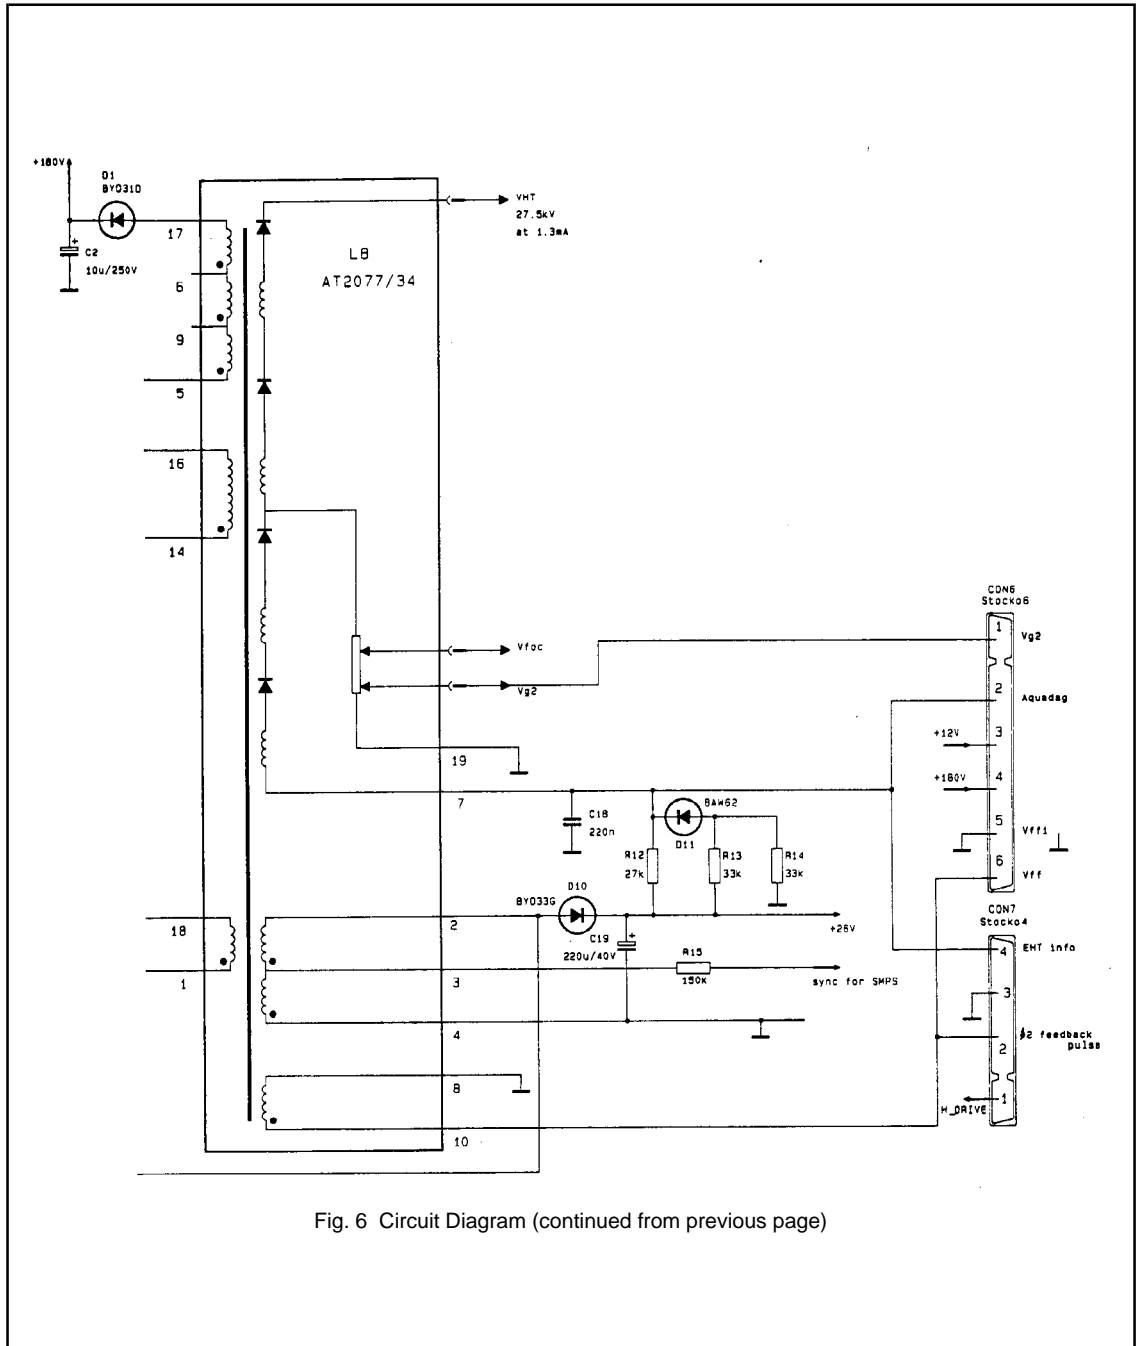 +180V
D1
BYD31D
17
C2
+
10u/250V
6
9
5
16
14
L8
AT2077/34
VHT
27.5kV
at 1.3mA
Vfoc
Vg2
19
7
C18
220n
BAW62
D11
R12
27k
R13
33k
R14
33k
D10
BYD33G
18
1
2
C19
+
220u/40V
+26V
R15
150K
3
sync for SMPS
4
8
10
CON6
Stocko6
1
Vg2
2
Aquadag
3
+12V
4
+180V
5
Vffi
6
Vff
CON7
Stocko4
4
EHT info
3
2
ϕ2 feedback
pulse
1
H_DRIVE
Fig. 6 Circuit Diagram (continued from previous page)